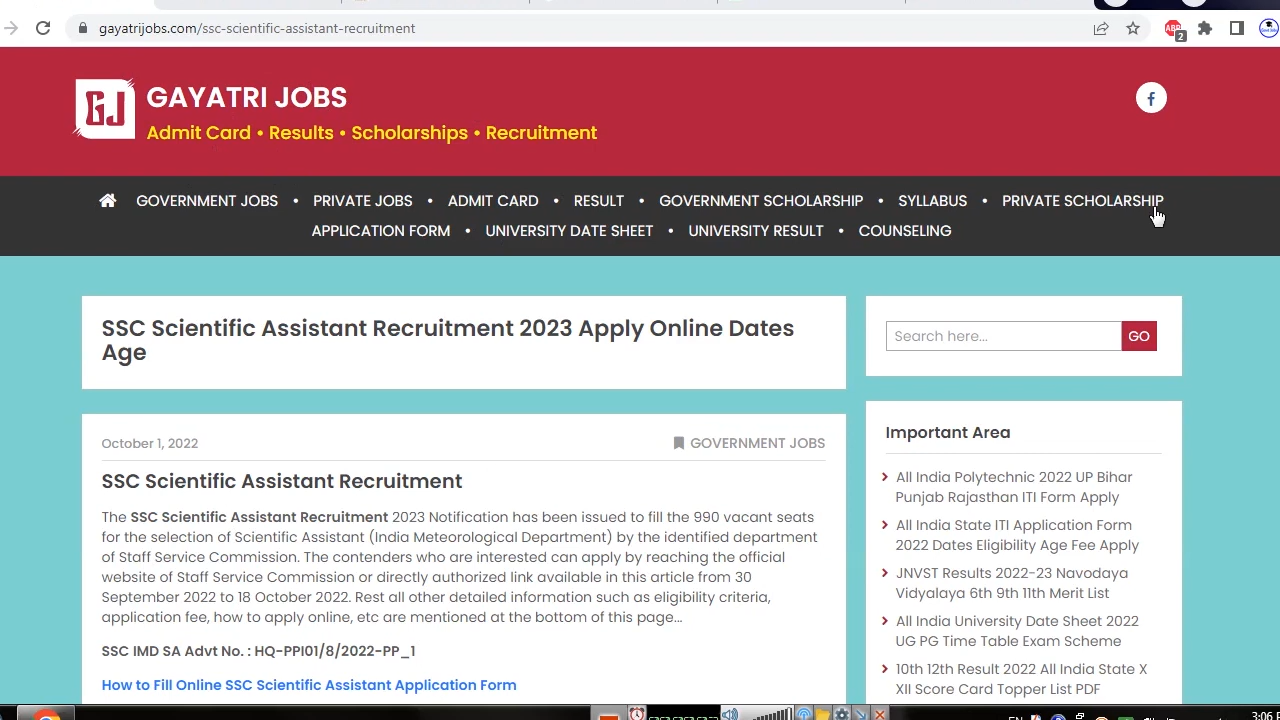 gayatrijobs.com/ssc-scientific-assistant-recruitment
ABP
2
GJ
GAYATRI JOBS
Admit Card • Results • Scholarships • Recruitment
f
GOVERNMENT JOBS • PRIVATE JOBS • ADMIT CARD • RESULT • GOVERNMENT SCHOLARSHIP • SYLLABUS • PRIVATE SCHOLARSHIP
APPLICATION FORM • UNIVERSITY DATE SHEET • UNIVERSITY RESULT • COUNSELING
SSC Scientific Assistant Recruitment 2023 Apply Online Dates
Age
October 1, 2022
GOVERNMENT JOBS
SSC Scientific Assistant Recruitment
The SSC Scientific Assistant Recruitment 2023 Notification has been issued to fill the 990 vacant seats
for the selection of Scientific Assistant (India Meteorological Department) by the identified department
of Staff Service Commission. The contenders who are interested can apply by reaching the official
website of Staff Service Commission or directly authorized link available in this article from 30
September 2022 to 18 October 2022. Rest all other detailed information such as eligibility criteria,
application fee, how to apply online, etc are mentioned at the bottom of this page...
SSC IMD SA Advt No. : HQ-PPI01/8/2022-PP_1
How to Fill Online SSC Scientific Assistant Application Form
Search here...
GO
Important Area
All India Polytechnic 2022 UP Bihar
Punjab Rajasthan ITI Form Apply
All India State ITI Application Form
2022 Dates Eligibility Age Fee Apply
JNVST Results 2022-23 Navodaya
Vidyalaya 6th 9th 11th Merit List
All India University Date Sheet 2022
UG PG Time Table Exam Scheme
10th 12th Result 2022 All India State X
XII Score Card Topper List PDF
EN
3:06 P